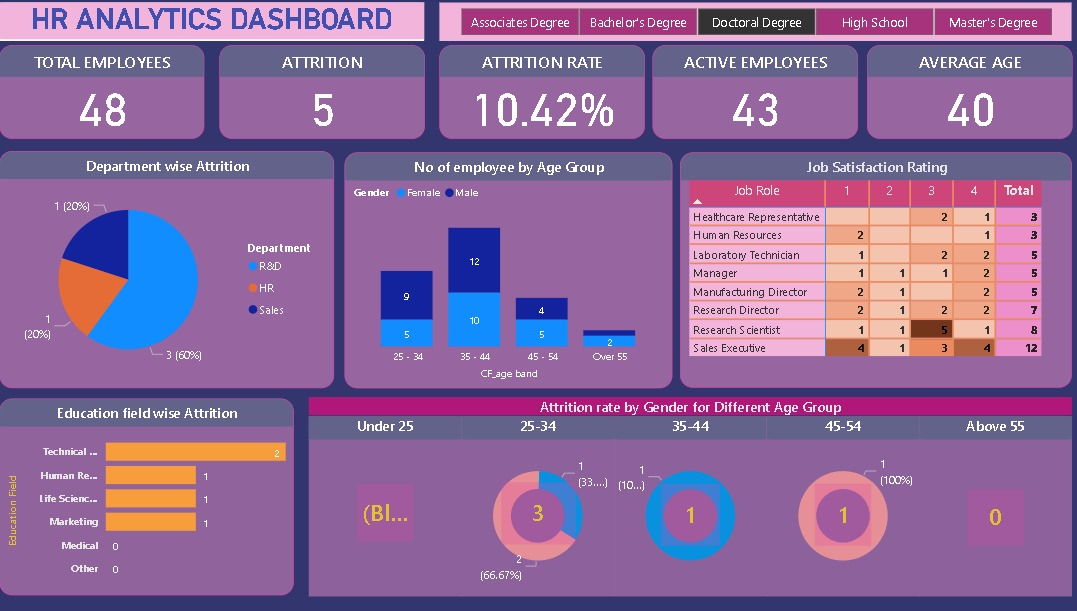 HR ANALYTICS DASHBOARD
Associates Degree Bachelor's Degree Doctoral Degree High School Master's Degree
TOTAL EMPLOYEES
48
ATTRITION
5
ATTRITION RATE
10.42%
ACTIVE EMPLOYEES
43
AVERAGE AGE
40
Department wise Attrition
1 (20%)
1
(20%)
3 (60%)
Department
R&D
HR
Sales
No of employee by Age Group
Gender Female Male
9
5
12
10
4
5
2
25 - 34 35 - 44 45 - 54 Over 55
CF_age band
Job Satisfaction Rating
Job Role 1 2 3 4 Total
Healthcare Representative 2 1 3
Human Resources 2 1 3
Laboratory Technician 1 2 2 5
Manager 1 1 1 2 5
Manufacturing Director 2 1 2 5
Research Director 2 1 2 2 7
Research Scientist 1 1 5 1 8
Sales Executive 4 1 3 4 12
Education field wise Attrition
Education Field
Technical ... 2
Human Re... 1
Life Scienc... 1
Marketing 1
Medical 0
Other 0
Attrition rate by Gender for Different Age Group
Under 25 25-34 35-44 45-54 Above 55
(Bl...
1
(33....)
3
2
(66.67%)
1
(10...)
1
1
(100%)
1
0